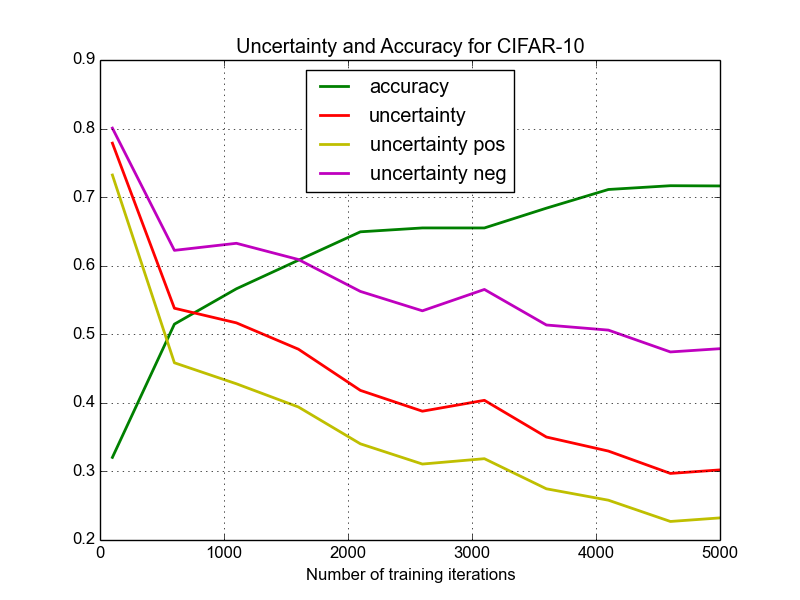 Uncertainty and Accuracy for CIFAR-10
0.9
0.8
0.7
0.6
0.5
0.4
0.3
0.2
accuracy
uncertainty
uncertainty pos
uncertainty neg
0 1000 2000 3000 4000 5000
Number of training iterations